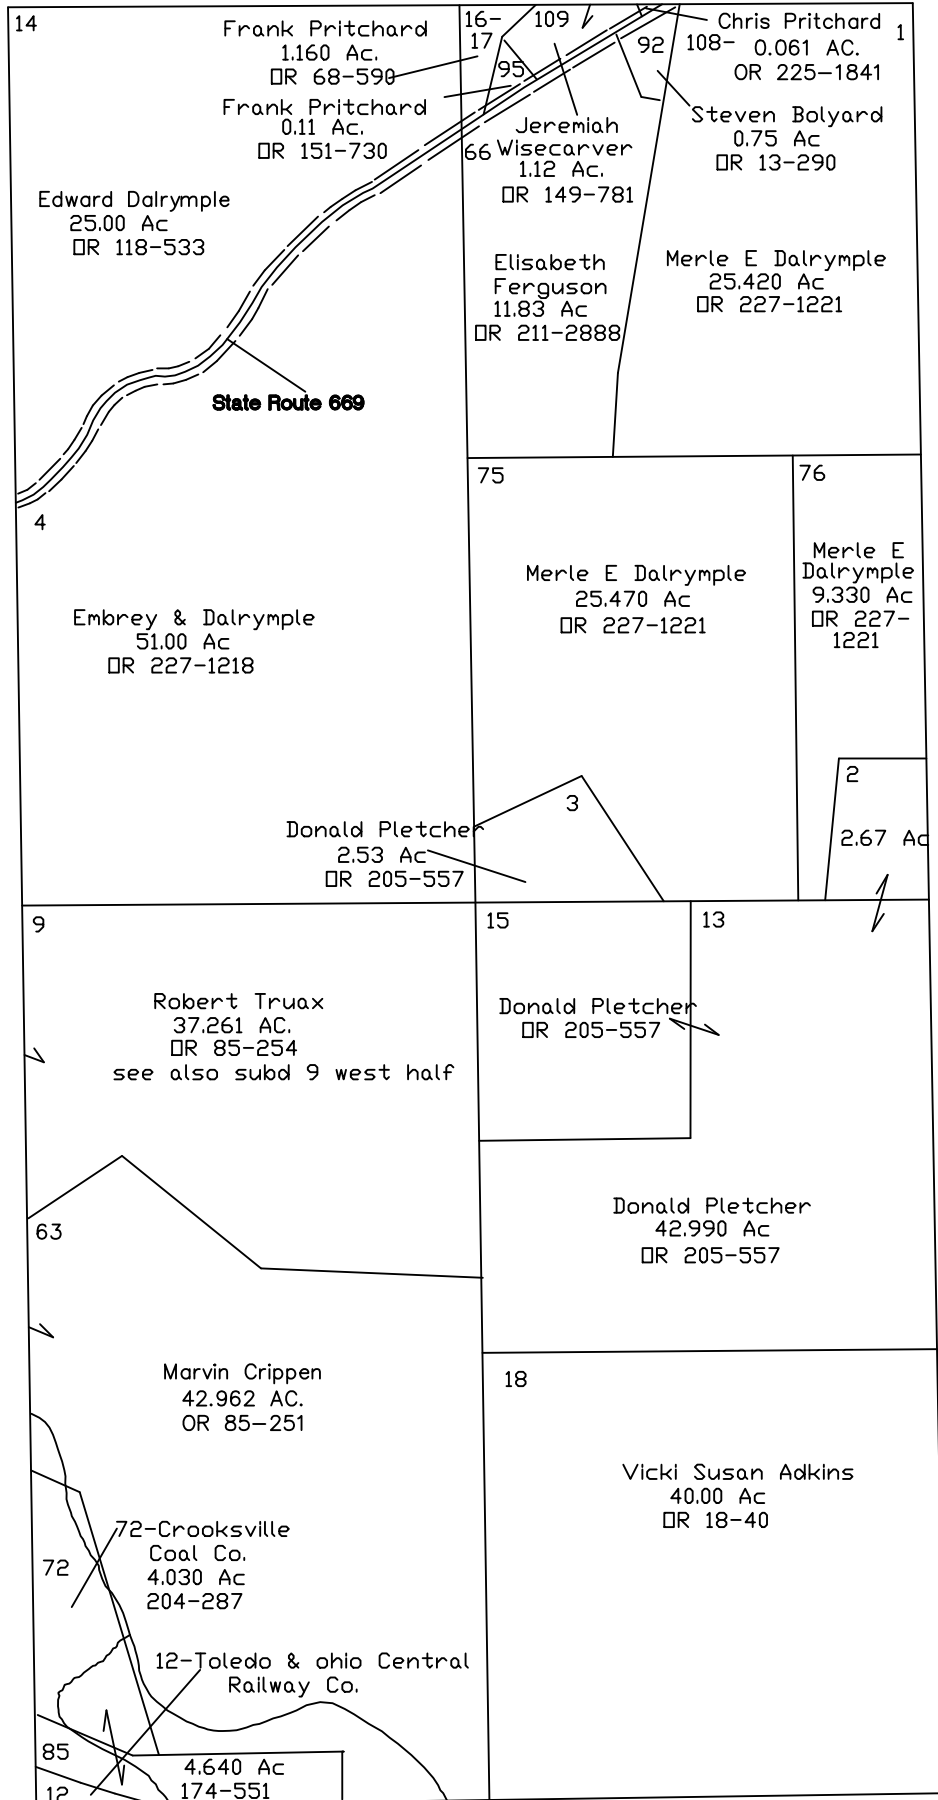 14
Frank Pritchard
1.160 Ac.
OR 68-590
Frank Pritchard
0.11 Ac.
OR 151-730
16-
17
109
95
92
108-
Chris Pritchard
0.061 AC.
OR 225-1841
1
Steven Bolyard
0.75 Ac
OR 13-290
66
Jeremiah
Wisecarver
1.12 Ac.
OR 149-781
Edward Dalrymple
25.00 Ac
OR 118-533
Elisabeth
Ferguson
11.83 Ac
OR 211-2888
Merle E Dalrymple
25.420 Ac
OR 227-1221
State Route 669
4
Embrey & Dalrymple
51.00 Ac
OR 227-1218
75
Merle E Dalrymple
25.470 Ac
OR 227-1221
76
Merle E
Dalrymple
9.330 Ac
OR 227-
1221
2
2.67 Ac
3
Donald Pletcher
2.53 Ac
OR 205-557
9
Robert Truax
37.261 AC.
OR 85-254
see also subd 9 west half
15
Donald Pletcher
OR 205-557
13
Donald Pletcher
42.990 Ac
OR 205-557
63
Marvin Crippen
42.962 AC.
OR 85-251
18
Vicki Susan Adkins
40.00 Ac
OR 18-40
72-Crooksville
Coal Co.
4.030 Ac
204-287
72
12-Toledo & ohio Central
Railway Co.
85
4.640 Ac
174-551
12